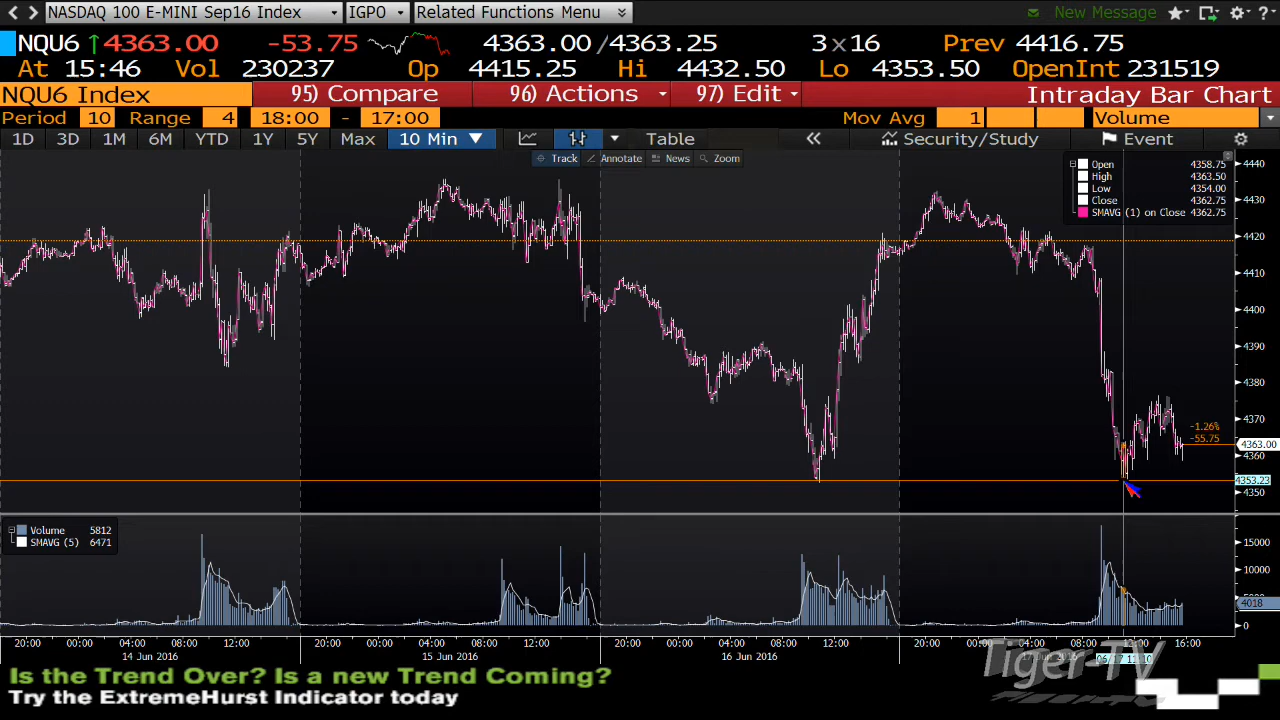 NASDAQ 100 E-MINI Sep16 Index IGPO Related Functions Menu New Message
NQU6 4363.00 -53.75 4363.00/4363.25 3x16 Prev 4416.75
At 15:46 Vol 230237 Op 4415.25 Hi 4432.50 Lo 4353.50 OpenInt 231519
NQU6 Index 95) Compare 96) Actions 97) Edit Intraday Bar Chart
Period 10 Range 4 18:00 - 17:00 Mov Avg 1 Volume
1D 3D 1M 6M YTD 1Y 5Y Max 10 Min Table Security/Study Event
Track Annotate News Zoom
Open 4358.75
High 4363.50
Low 4354.00
Close 4362.75
SMAVG (1) on Close 4362.75
4440
4430
4420
4410
4400
4390
4380
4370
-1.26%
-55.75
4363.00
4360
4353.23
4350
Volume 5812
SMAVG (5) 6471
15000
10000
4018
0
20:00 00:00 04:00 08:00 12:00 20:00 00:00 04:00 08:00 12:00 20:00 00:00 04:00 08:00 12:00 20:00 00:00 04:00 08:00 16:00
14 Jun 2016 15 Jun 2016 16 Jun 2016 17 Jun 2016 06/17 13:10
Tiger-TV
Is the Trend Over? Is a new Trend Coming?
Try the ExtremeHurst Indicator today